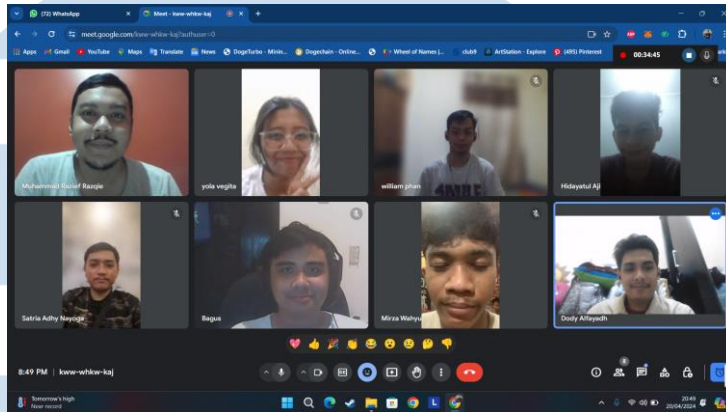 (72) WhatsApp
Meet - kww-whkw-kaj
meet.google.com/kww-whkw-kaj?authuser=0
Apps
Gmail
YouTube
Maps
Translate
News
DogeTurbo - Minin...
Dogechain - Online...
Wheel of Names |...
club9
ArtStation - Explore
(495) Pinterest
00:34:45
yola vegita
william phan
Hidayatul Aji
Satria Adhy Nayoga
Bagus
Mirza Wahyu
Dody Alfayadh
8:49 PM | kww-whkw-kaj
8
Tomorrow's high
Near record
20:49
20/04/2024